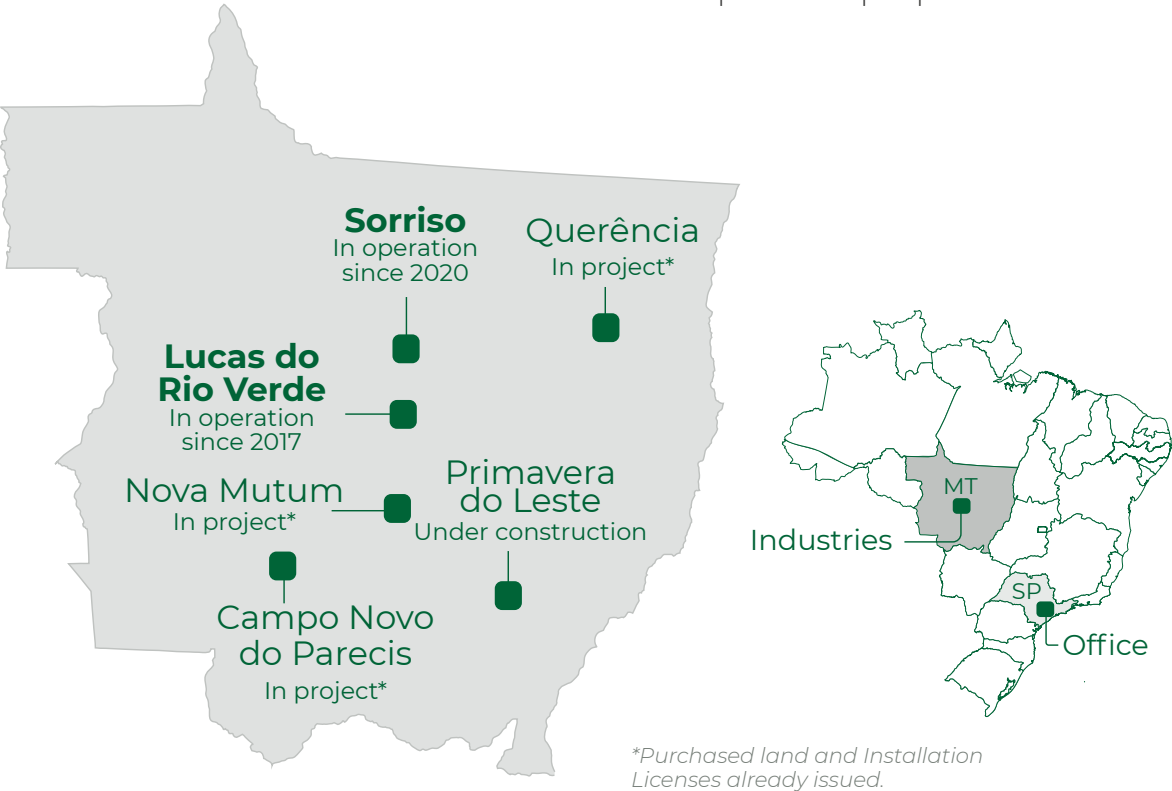 Sorriso
In operation
since 2020
Querência
In project*
Lucas do
Rio Verde
In operation
since 2017
Nova Mutum
In project*
Primavera
do Leste
Under construction
Campo Novo
do Parecis
In project*
MT
Industries
SP
Office
*Purchased land and Installation
Licenses already issued.